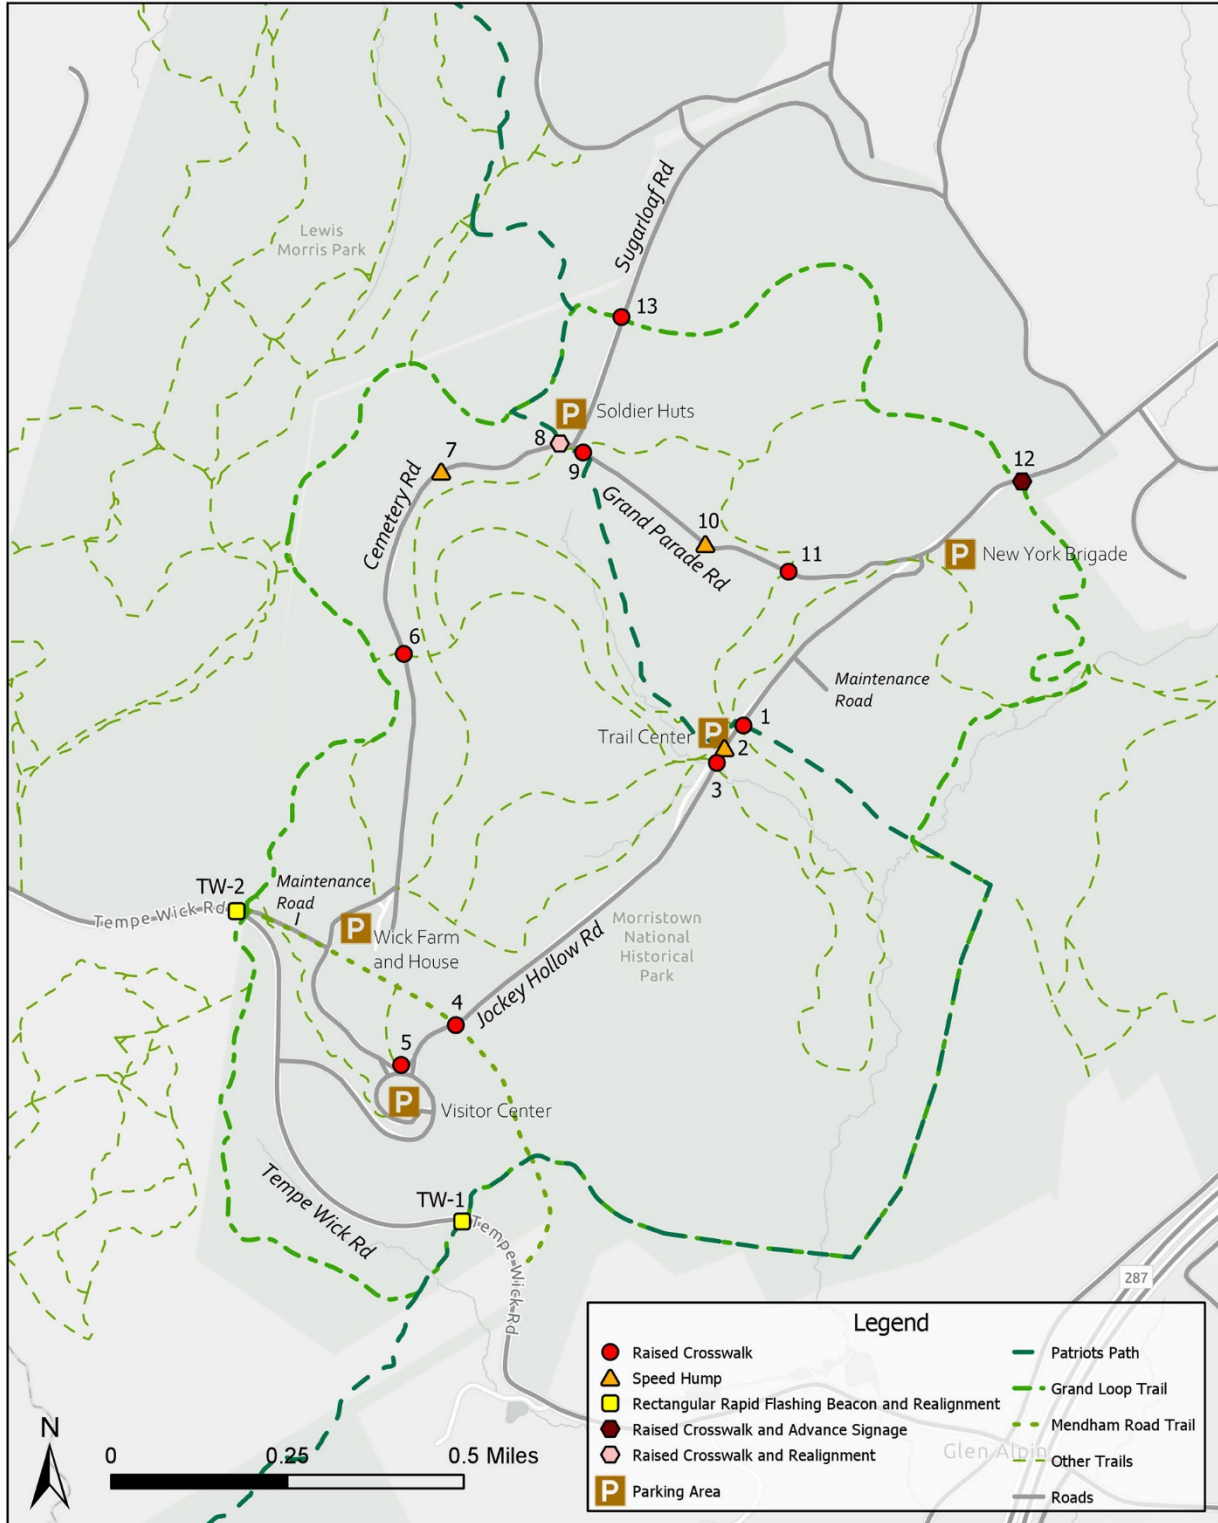 Lewis
Morris Park
Sugarloaf Rd
13
P
Soldier Huts
8
9
7
Cemetery Rd
Grand Parade Rd
10
11
12
P
New York Brigade
6
Maintenance
Road
Trail Center
P
1
2
3
TW-2
Tempe Wick Rd
Maintenance
Road
P
Wick Farm
and House
Morristown
National
Historical
Park
Jockey Hollow Rd
4
5
P
Visitor Center
Tempe Wick Rd
TW-1
Tempe Wick Rd
287
Glen Alpin
N
0 0.25 0.5 Miles
Legend
Raised Crosswalk
Speed Hump
Rectangular Rapid Flashing Beacon and Realignment
Raised Crosswalk and Advance Signage
Raised Crosswalk and Realignment
P Parking Area
Patriots Path
Grand Loop Trail
Mendham Road Trail
Other Trails
Roads